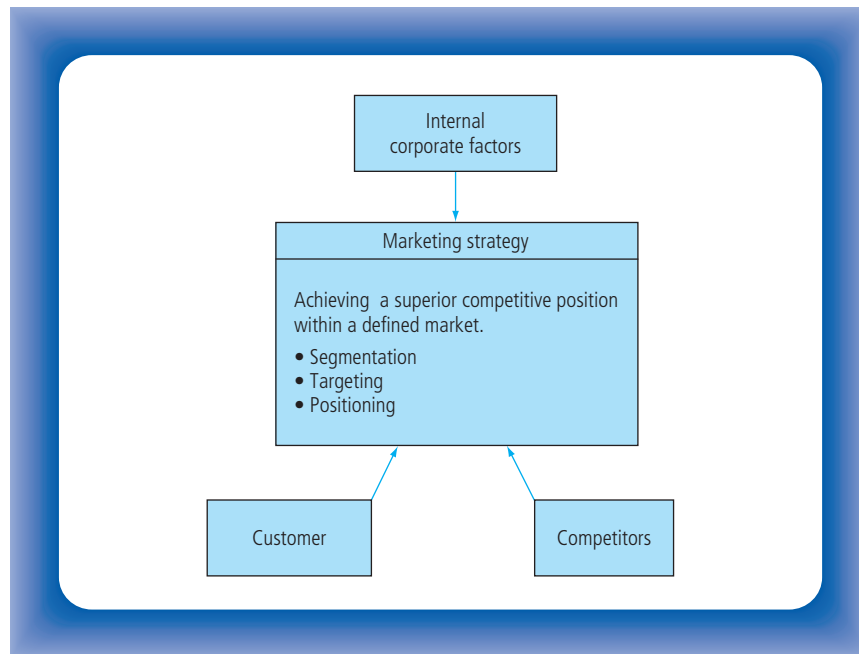 Internal
corporate factors
Marketing strategy
Achieving a superior competitive position
within a defined market.
• Segmentation
• Targeting
• Positioning
Customer
Competitors